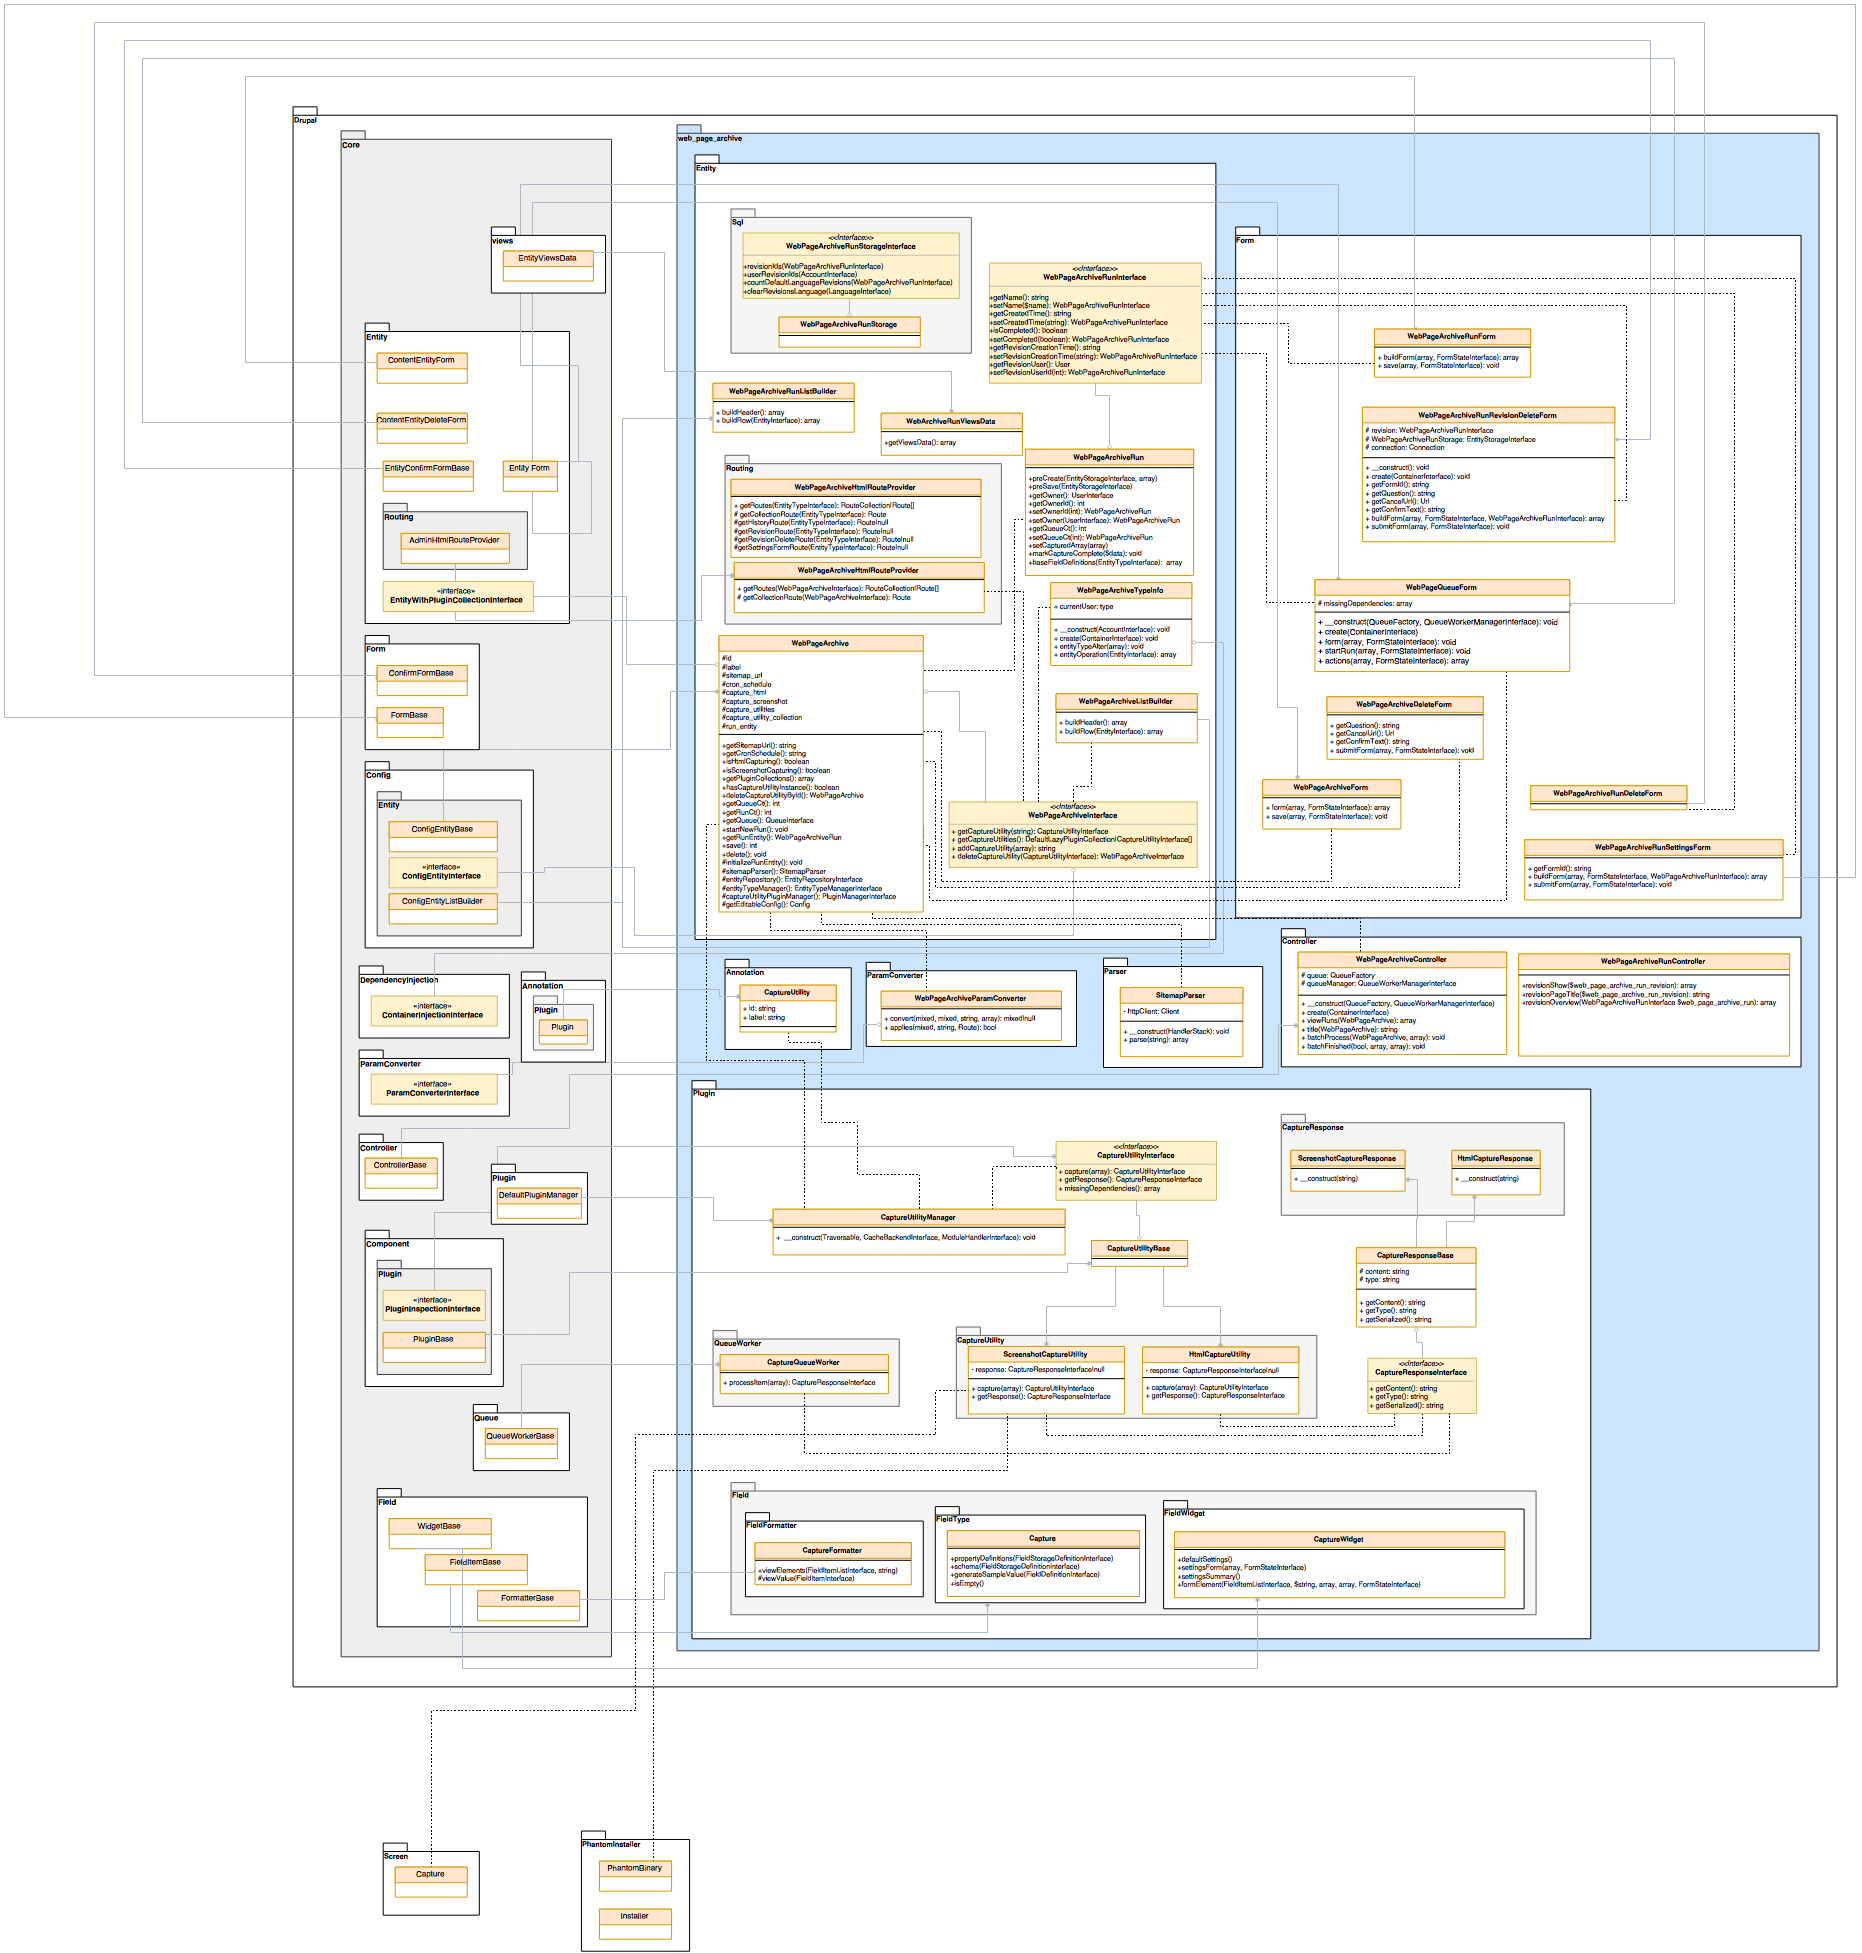 Drupal
Core
views
EntityViewsData
Entity
ContentEntityForm
ContentEntityDeleteForm
EntityConfirmFormBase
Entity Form
Routing
AdminHtmlRouteProvider
«interface»
EntityWithPluginCollectionInterface
Form
ConfirmFormBase
FormBase
Config
Entity
ConfigEntityBase
«interface»
ConfigEntityInterface
ConfigEntityListBuilder
DependencyInjection
«interface»
ContainerInjectionInterface
Annotation
Plugin
Plugin
ParamConverter
«interface»
ParamConverterInterface
Controller
ControllerBase
Plugin
DefaultPluginManager
Component
Plugin
«interface»
PluginInspectionInterface
PluginBase
Queue
QueueWorkerBase
Field
WidgetBase
FieldItemBase
FormatterBase
web_page_archive
Entity
Sql
<<Interface>>
WebPageArchiveRunStorageInterface
+revisionIds(WebPageArchiveRunInterface)
+userRevisionIds(AccountInterface)
+countDefaultLanguageRevisions(WebPageArchiveRunInterface)
+clearRevisionsLanguage(LanguageInterface)
WebPageArchiveRunStorage
<<Interface>>
WebPageArchiveRunInterface
+getName(): string
+setName($name): WebPageArchiveRunInterface
+getCreatedTime(): string
+setCreatedTime(string): WebPageArchiveRunInterface
+isCompleted(): boolean
+setCompleted(boolean): WebPageArchiveRunInterface
+getRevisionCreationTime(): string
+setRevisionCreationTime(string): WebPageArchiveRunInterface
+getRevisionUser(): User
+setRevisionUserId(int): WebPageArchiveRunInterface
WebPageArchiveRunListBuilder
+ buildHeader(): array
+ buildRow(EntityInterface): array
WebArchiveRunViewsData
+getViewsData(): array
Routing
WebPageArchiveHtmlRouteProvider
+ getRoutes(EntityTypeInterface): RouteCollection|Route[]
# getCollectionRoute(EntityTypeInterface): Route
#getHistoryRoute(EntityTypeInterface): Route|null
#getRevisionRoute(EntityTypeInterface): Route|null
#getRevisionDeleteRoute(EntityTypeInterface): Route|null
#getSettingsFormRoute(EntityTypeInterface): Route|null
WebPageArchiveHtmlRouteProvider
+ getRoutes(WebPageArchiveInterface): RouteCollection|Route[]
# getCollectionRoute(WebPageArchiveInterface): Route
WebPageArchiveRun
+preCreate(EntityStorageInterface, array)
+preSave(EntityStorageInterface)
+getOwner(): UserInterface
+getOwnerId(): int
+setOwnerId(int): WebPageArchiveRun
+setOwner(UserInterface): WebPageArchiveRun
+getQueueCt(): int
+setQueueCt(int): WebPageArchiveRun
+setCapturedArray(array)
+markCaptureComplete($data): void
+baseFieldDefinitions(EntityTypeInterface): array
WebPageArchiveTypeInfo
+ currentUser: type
+ __construct(AccountInterface): void
+ create(ContainerInterface): void
+ entityTypeAlter(array): void
+ entityOperation(EntityInterface): array
WebPageArchive
#id
#label
#sitemap_url
#cron_schedule
#capture_html
#capture_screenshot
#capture_utilities
#capture_utility_collection
#run_entity
+getSitemapUrl(): string
+getCronSchedule(): string
+isHtmlCapturing(): boolean
+isScreenshotCapturing(): boolean
+getPluginCollections(): array
+hasCaptureUtilityInstance(): boolean
+deleteCaptureUtilityById(): WebPageArchive
+getQueueCt(): int
+getRunCt(): int
+getQueue(): QueueInterface
+startNewRun(): void
+getRunEntity(): WebPageArchiveRun
+save(): int
+delete(): void
#initializeRunEntity(): void
#sitemapParser(): SitemapParser
#entityRepository(): EntityRepositoryInterface
#entityTypeManager(): EntityTypeManagerInterface
#captureUtilityPluginManager(): PluginManagerInterface
#getEditableConfig(): Config
WebPageArchiveListBuilder
+ buildHeader(): array
+ buildRow(EntityInterface): array
<<Interface>>
WebPageArchiveInterface
+ getCaptureUtility(string): CaptureUtilityInterface
+ getCaptureUtilities(): DefaultLazyPluginCollection|CaptureUtilityInterface[]
+ addCaptureUtility(array): string
+ deleteCaptureUtility(CaptureUtilityInterface): WebPageArchiveInterface
Form
WebPageArchiveRunForm
+ buildForm(array, FormStateInterface): array
+ save(array, FormStateInterface): void
WebPageArchiveRunRevisionDeleteForm
# revision: WebPageArchiveRunInterface
# WebPageArchiveRunStorage: EntityStorageInterface
# connection: Connection
+ __construct(): void
+ create(ContainerInterface): void
+ getFormId(): string
+ getQuestion(): string
+ getCancelUrl(): Url
+ getConfirmText(): string
+ buildForm(array, FormStateInterface, WebPageArchiveRunInterface): array
+ submitForm(array, FormStateInterface): void
WebPageQueueForm
# missingDependencies: array
+ __construct(QueueFactory, QueueWorkerManagerInterface): void
+ create(ContainerInterface)
+ form(array, FormStateInterface): void
+ startRun(array, FormStateInterface): void
+ actions(array, FormStateInterface): array
WebPageArchiveDeleteForm
+ getQuestion(): string
+ getCancelUrl(): Url
+ getConfirmText(): string
+ submitForm(array, FormStateInterface): void
WebPageArchiveForm
+ form(array, FormStateInterface): array
+ save(array, FormStateInterface): void
WebPageArchiveRunDeleteForm
WebPageArchiveRunSettingsForm
+ getFormId(): string
+ buildForm(array, FormStateInterface, WebPageArchiveRunInterface): array
+ submitForm(array, FormStateInterface): void
Controller
WebPageArchiveController
# queue: QueueFactory
# queueManager: QueueWorkerManagerInterface
+ __construct(QueueFactory, QueueWorkerManagerInterface)
+ create(ContainerInterface)
+ viewRuns(WebPageArchive): array
+ title(WebPageArchive): string
+ batchProcess(WebPageArchive, array): void
+ batchFinished(bool, array, array): void
WebPageArchiveRunController
+revisionShow($web_page_archive_run_revision): array
+revisionPageTitle($web_page_archive_run_revision): string
+revisionOverview(WebPageArchiveRunInterface $web_page_archive_run): array
Annotation
CaptureUtility
+ id: string
+ label: string
ParamConverter
WebPageArchiveParamConverter
+ convert(mixed, mixed, string, array): mixed|null
+ applies(mixed, string, Route): bool
Parser
SitemapParser
- httpClient: Client
+ __construct(HandlerStack): void
+ parse(string): array
Plugin
<<Interface>>
CaptureUtilityInterface
+ capture(array): CaptureUtilityInterface
+ getResponse(): CaptureResponseInterface
+ missingDependencies(): array
CaptureUtilityManager
+ __construct(Traversable, CacheBackendInterface, ModuleHandlerInterface): void
CaptureUtilityBase
CaptureResponse
ScreenshotCaptureResponse
+ __construct(string)
HtmlCaptureResponse
+ __construct(string)
CaptureResponseBase
# content: string
# type: string
+ getContent(): string
+ getType(): string
+ getSerialized(): string
QueueWorker
CaptureQueueWorker
+ processItem(array): CaptureResponseInterface
CaptureUtility
ScreenshotCaptureUtility
- response: CaptureResponseInterface|null
+ capture(array): CaptureUtilityInterface
+ getResponse(): CaptureResponseInterface
HtmlCaptureUtility
- response: CaptureResponseInterface|null
+ capture(array): CaptureUtilityInterface
+ getResponse(): CaptureResponseInterface
<<Interface>>
CaptureResponseInterface
+ getContent(): string
+ getType(): string
+ getSerialized(): string
Field
FieldFormatter
CaptureFormatter
+viewElements(FieldItemListInterface, string)
#viewValue(FieldItemInterface)
FieldType
Capture
+propertyDefinitions(FieldStorageDefinitionInterface)
+schema(FieldStorageDefinitionInterface)
+generateSampleValue(FieldDefinitionInterface)
+isEmpty()
FieldWidget
CaptureWidget
+defaultSettings()
+settingsForm(array, FormStateInterface)
+settingsSummary()
+formElement(FieldItemListInterface, $string, array, array, FormStateInterface)
Screen
Capture
PhantomInstaller
PhantomBinary
Installer